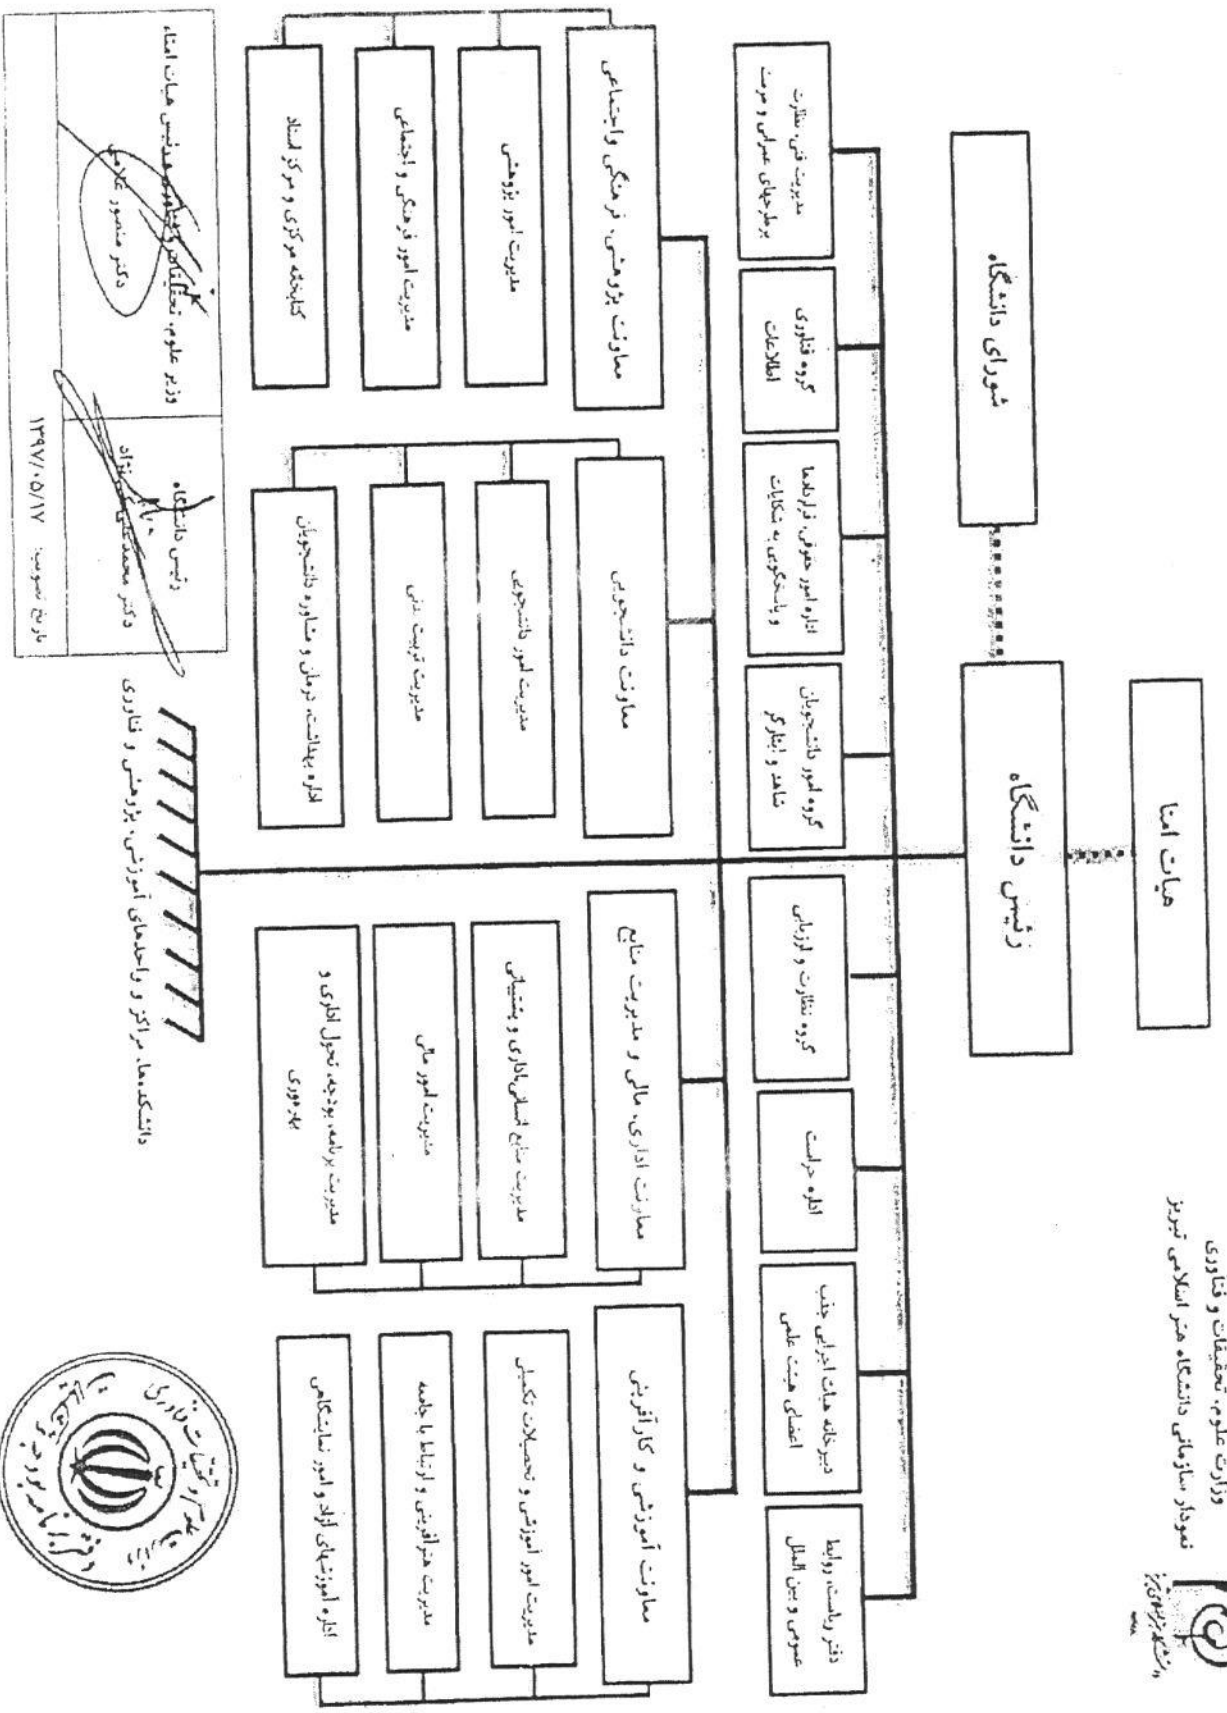 وزارت علوم، تحقیقات و فناوری
نمودار سازمانی دانشگاه هنر اسلامی تبریز
هیات امنا
رئیس دانشگاه
شورای دانشگاه
دفتر ریاست، روابط
عمومی و بین الملل
دبیرخانه هیات اجرایی جذب
اعضای هیئت علمی
اداره حراست
گروه نظارت و ارزیابی
گروه امور دانشجویان
شاهد و ایثارگر
اداره امور حقوقی، قراردادها
و پاسخگویی به شکایات
گروه فناوری
اطلاعات
مدیریت فنی، نظارت
برطرحهای عمرانی و مرمت
معاونت آموزشی و کارآفرینی
مدیریت امور آموزشی و تحصیلات تکمیلی
مدیریت هنرآفرینی و ارتباط با جامعه
اداره آموزشهای آزاد و امور نمایشگاهی
معاونت اداری، مالی و مدیریت منابع
مدیریت منابع انسانی،اداری و پشتیبانی
مدیریت امور مالی
مدیریت برنامه، بودجه، تحول اداری و
بهره‌وری
معاونت دانشجویی
مدیریت امور دانشجویی
مدیریت تربیت بدنی
اداره بهداشت، درمان و مشاوره دانشجویان
معاونت پژوهشی، فرهنگی واجتماعی
مدیریت امور پژوهشی
مدیریت امور فرهنگی و اجتماعی
کتابخانه مرکزی و مرکز اسناد
دانشکده‌ها، مراکز و واحدهای آموزشی، پژوهشی و فناوری
وزیر علوم، تحقیقات و فناوری و رئیس هیات امناء
دکتر منصور غلامی
رئیس دانشگاه
دکتر محمدعلی نژاد
تاریخ تصویب: ۱۳۹۷/۰۵/۱۷